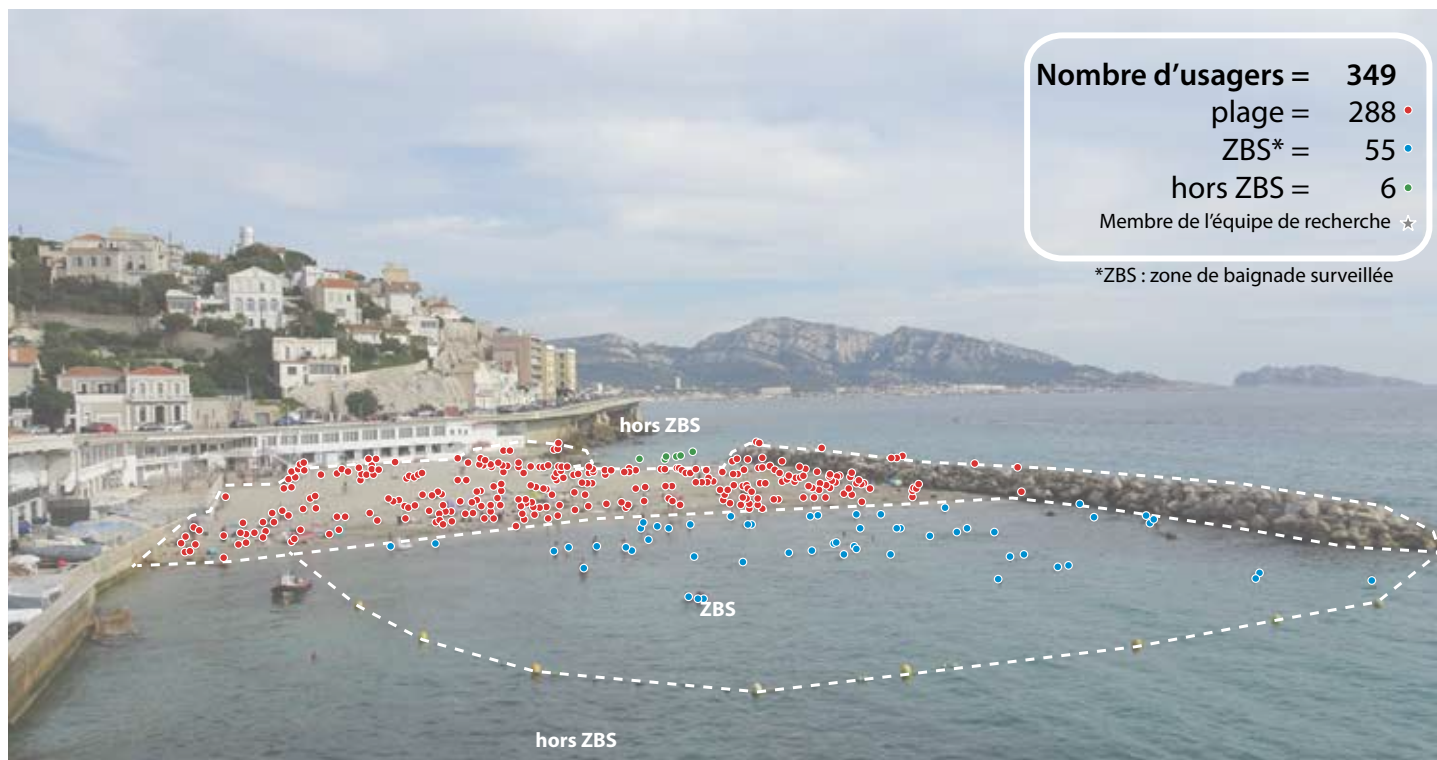 Nombre d'usagers = 349
plage = 288
ZBS* = 55
hors ZBS = 6
Membre de l'équipe de recherche
*ZBS : zone de baignade surveillée
hors ZBS
ZBS
hors ZBS